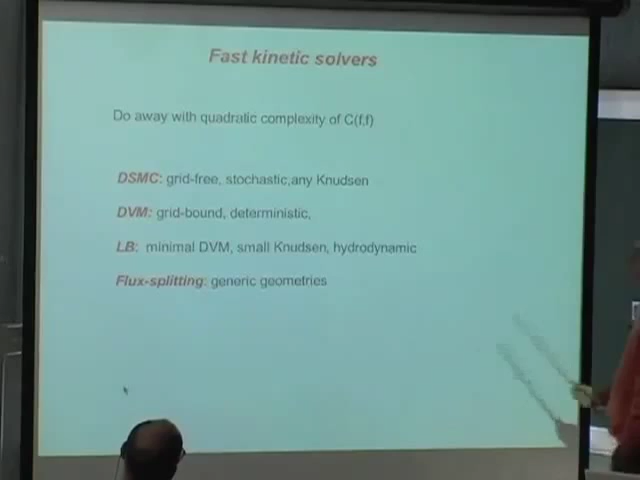 Fast kinetic solvers
Do away with quadratic complexity of C(f,f)
DSMC: grid-free, stochastic,any Knudsen
DVM: grid-bound, deterministic,
LB: minimal DVM, small Knudsen, hydrodynamic
Flux-splitting: generic geometries